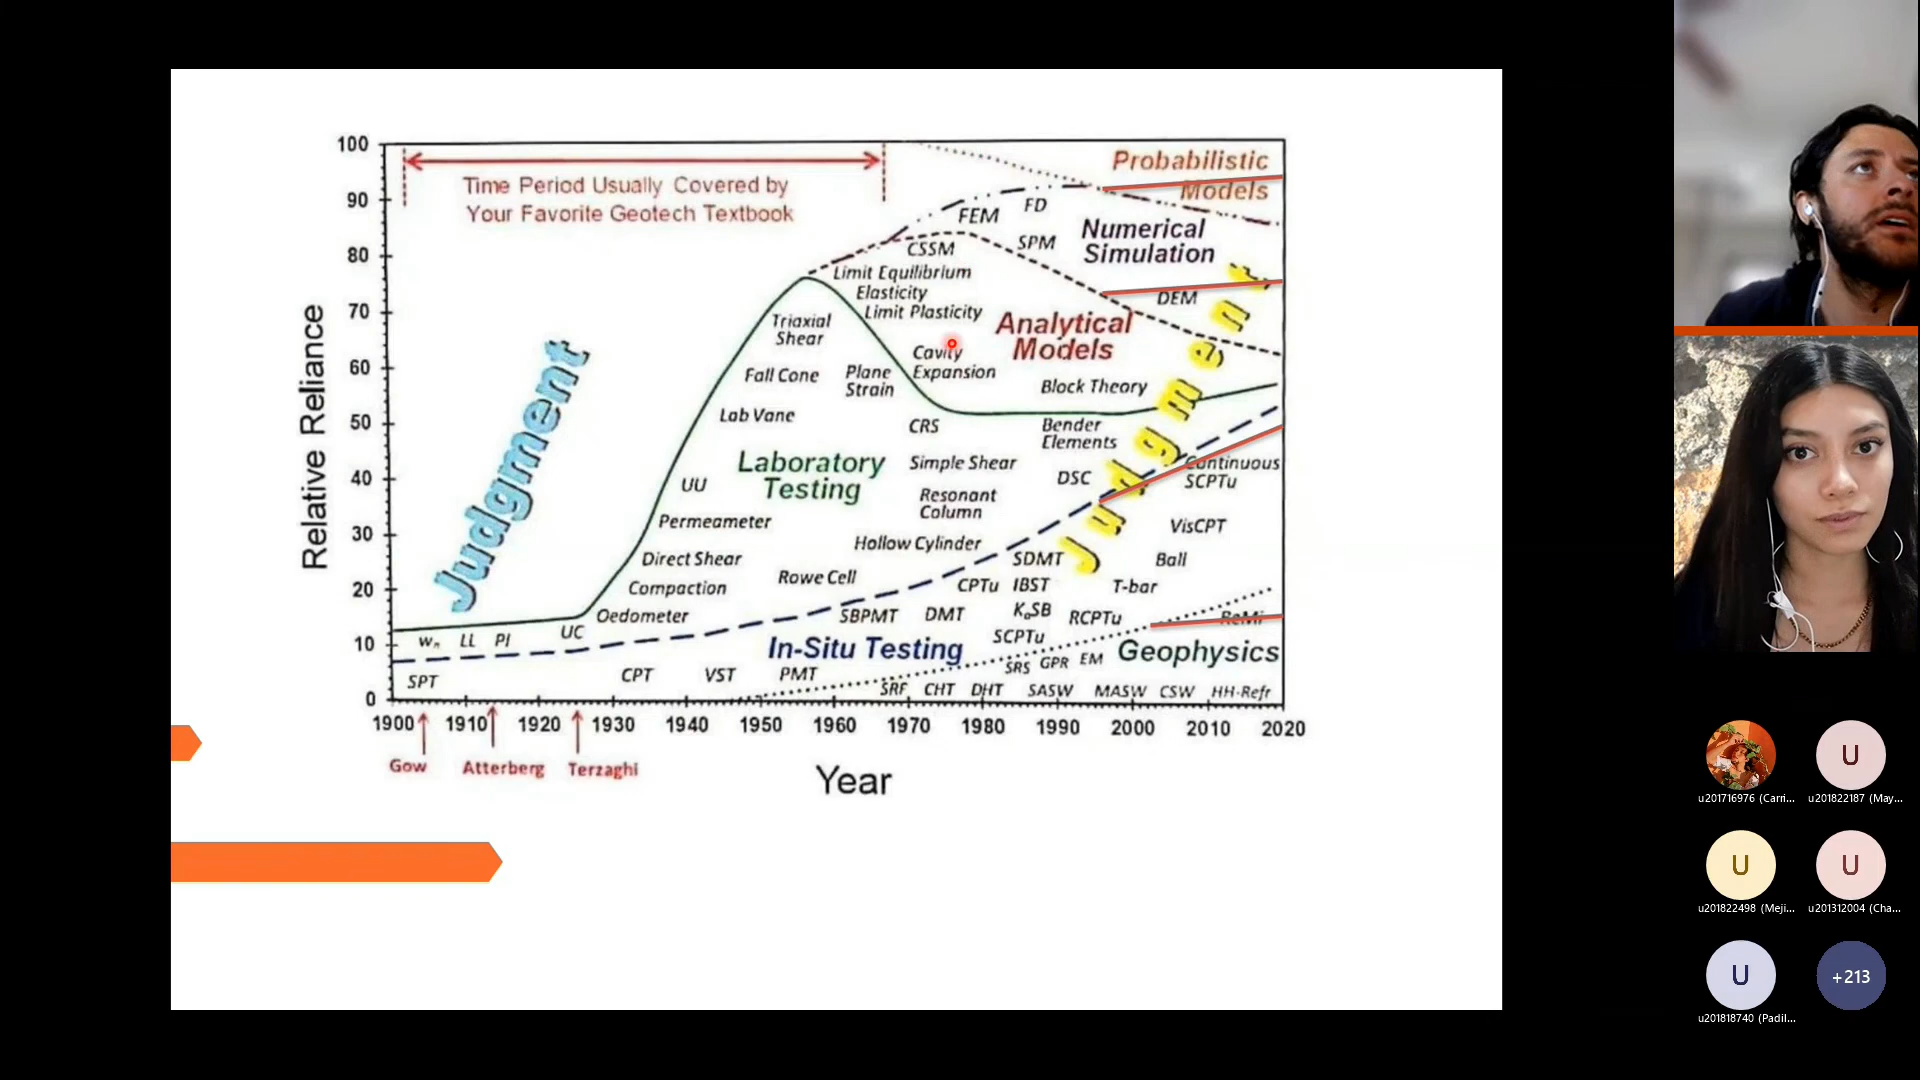 100
90
80
70
60
50
40
30
20
10
0
Relative Reliance
Time Period Usually Covered by
Your Favorite Geotech Textbook
Judgment
Probabilistic
Models
FD
FEM
Numerical
Simulation
SPM
CSSM
Limit Equilibrium
Elasticity
DEM
Limit Plasticity
Triaxial
Shear
Analytical
Models
Cavity
Expansion
Fall Cone
Plane
Strain
Block Theory
Lab Vane
CRS
Bender
Elements
Judgment
Laboratory
Testing
Simple Shear
Continuous
SCPTu
DSC
UU
Resonant
Column
Permeameter
VisCPT
Hollow Cylinder
Direct Shear
SDMT
Ball
Rowe Cell
Compaction
CPTu
IBST
T-bar
Oedometer
SBPMT
DMT
KoSB
RCPTu
ReMi
UC
wn
LL
PI
SCPTu
In-Situ Testing
Geophysics
SRS
GPR
EM
SPT
CPT
VST
PMT
SRF
CHT
DHT
SASW
MASW
CSW
HH-Refr
1900 1910 1920 1930 1940 1950 1960 1970 1980 1990 2000 2010 2020
Gow
Atterberg
Terzaghi
Year
U
u201716976 (Carri...
u201822187 (May...
U
U
u201822498 (Meji...
u201312004 (Cha...
U
+213
u201818740 (Padil...